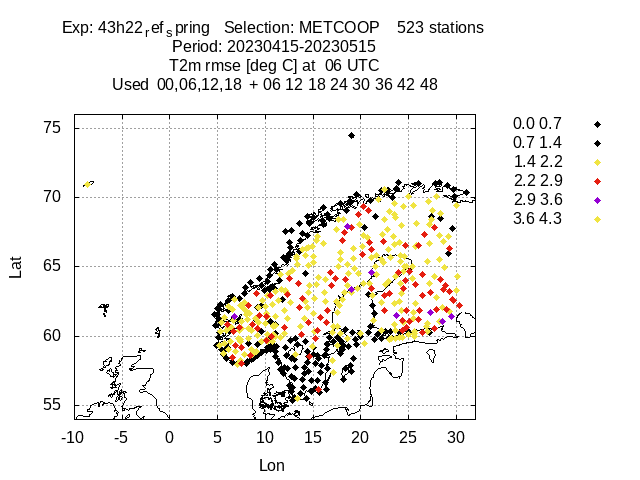 Exp: 43h22refspring Selection: METCOOP 523 stations
Period: 20230415-20230515
T2m rmse [deg C] at 06 UTC
Used 00,06,12,18 + 06 12 18 24 30 36 42 48
0.0 0.7
0.7 1.4
1.4 2.2
2.2 2.9
2.9 3.6
3.6 4.3
75
70
65
60
55
Lat
-10 -5 0 5 10 15 20 25 30
Lon